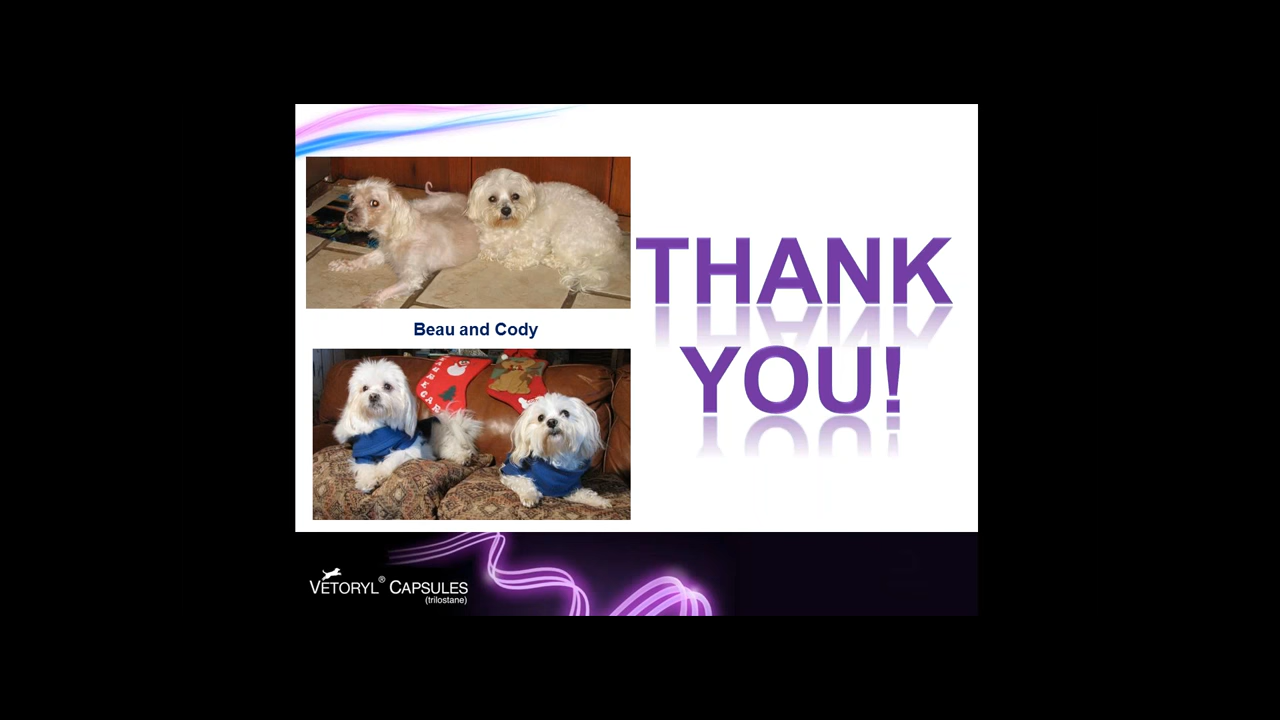 THANK
YOU!
Beau and Cody
VETORYL® CAPSULES
(trilostane)